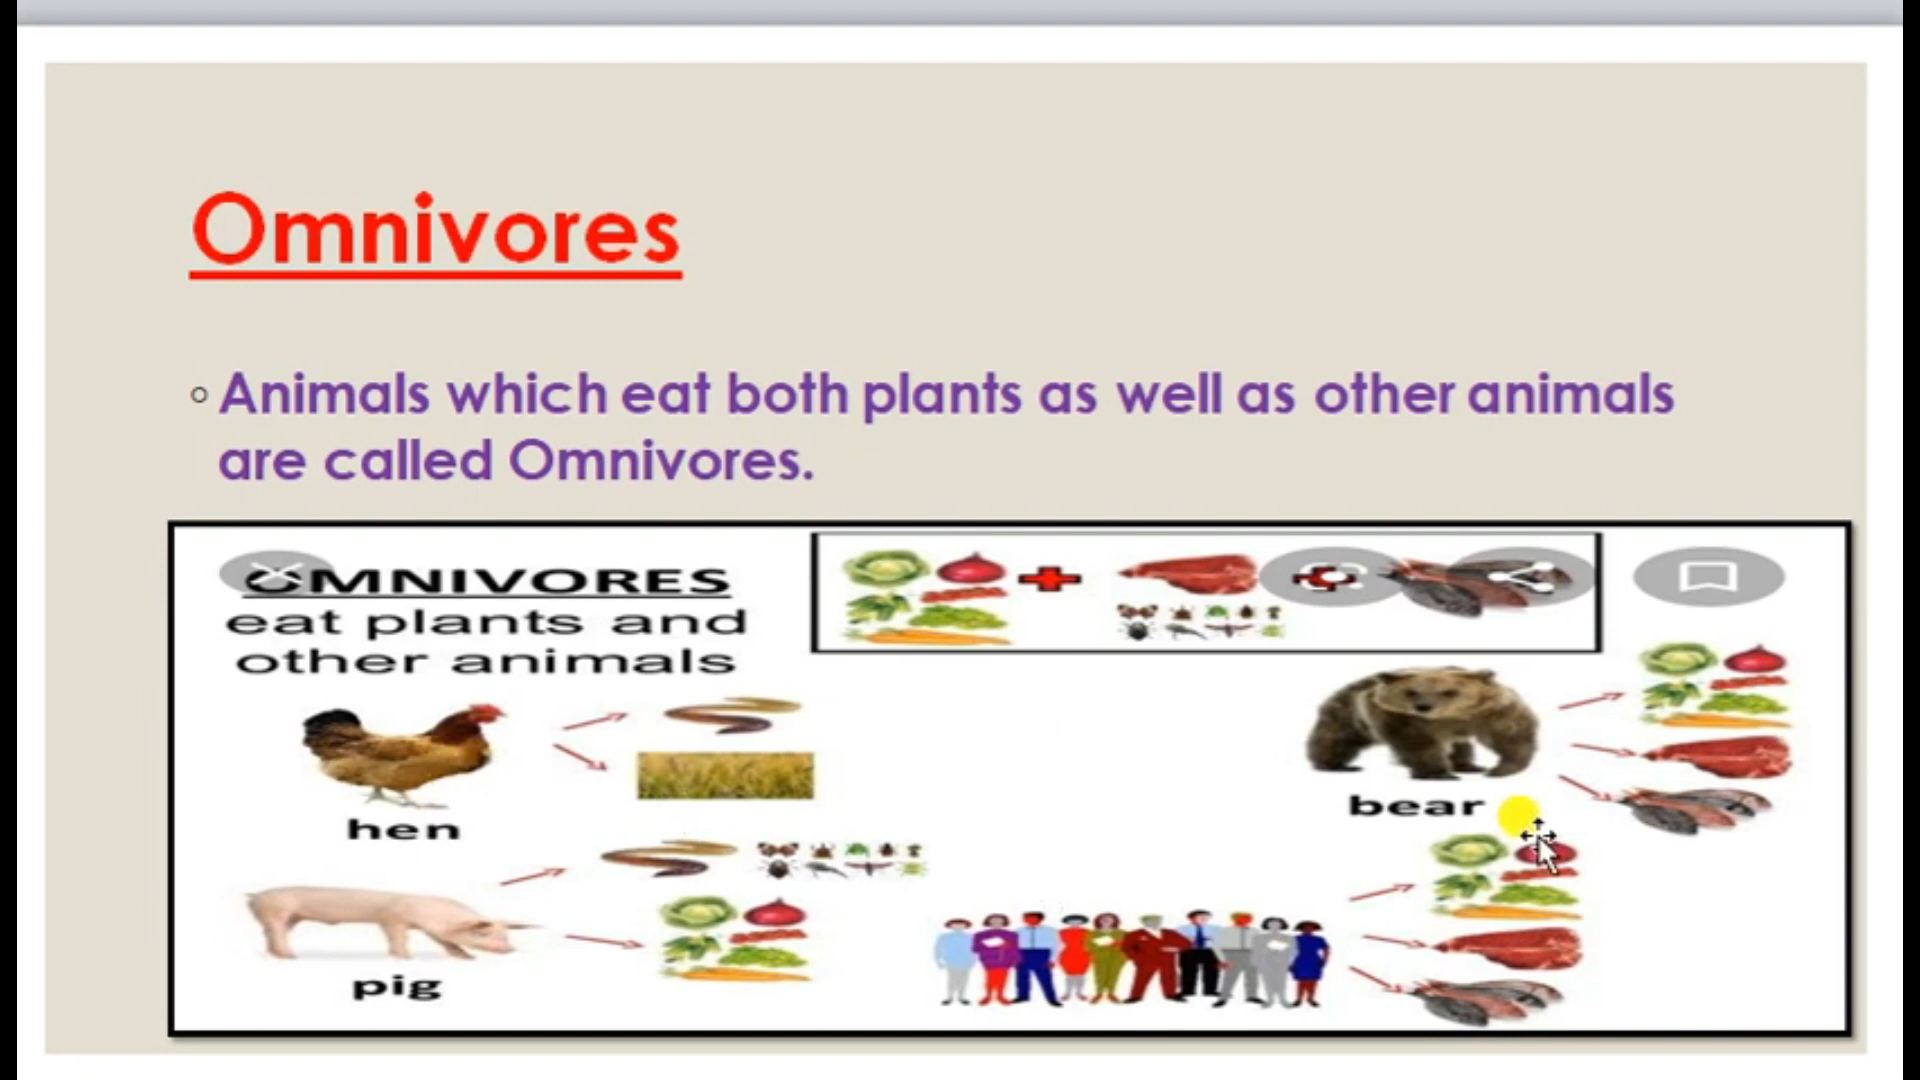 Omnivores
◦ Animals which eat both plants as well as other animals
are called Omnivores.
OMNIVORES
eat plants and
other animals
hen
bear
pig